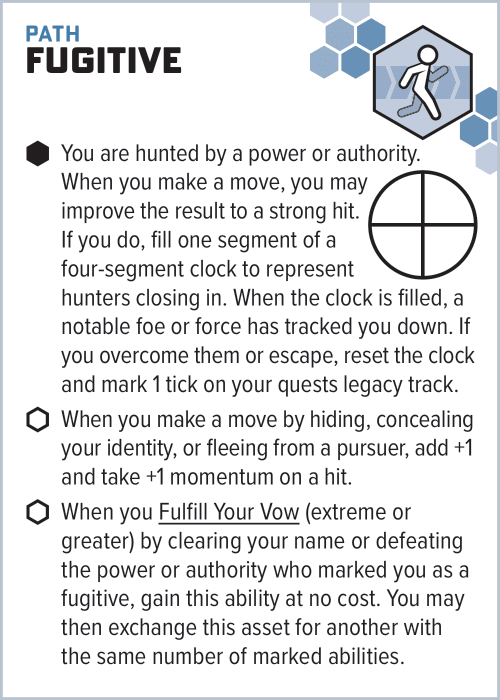 PATH
FUGITIVE
You are hunted by a power or authority.
When you make a move, you may
improve the result to a strong hit.
If you do, fill one segment of a
four-segment clock to represent
hunters closing in. When the clock is filled, a
notable foe or force has tracked you down. If
you overcome them or escape, reset the clock
and mark 1 tick on your quests legacy track.
When you make a move by hiding, concealing
your identity, or fleeing from a pursuer, add +1
and take +1 momentum on a hit.
When you Fulfill Your Vow (extreme or
greater) by clearing your name or defeating
the power or authority who marked you as a
fugitive, gain this ability at no cost. You may
then exchange this asset for another with
the same number of marked abilities.